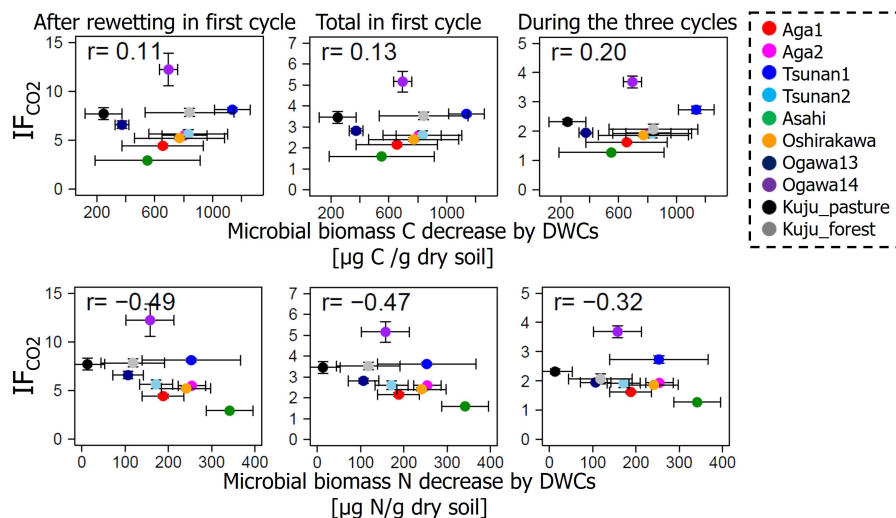 After rewetting in first cycle
Total in first cycle
During the three cycles
IF_CO2
15
10
5
0
r= 0.11
200
600
1000
7
6
5
4
3
2
1
0
r= 0.13
200
600
1000
5
4
3
2
1
0
r= 0.20
200
600
1000
Microbial biomass C decrease by DWCs
[µg C /g dry soil]
Aga1
Aga2
Tsunan1
Tsunan2
Asahi
Oshirakawa
Ogawa13
Ogawa14
Kuju_pasture
Kuju_forest
IF_CO2
15
10
5
0
r= −0.49
0
100
200
300
400
7
6
5
4
3
2
1
0
r= −0.47
0
100
200
300
400
5
4
3
2
1
0
r= −0.32
0
100
200
300
400
Microbial biomass N decrease by DWCs
[µg N/g dry soil]